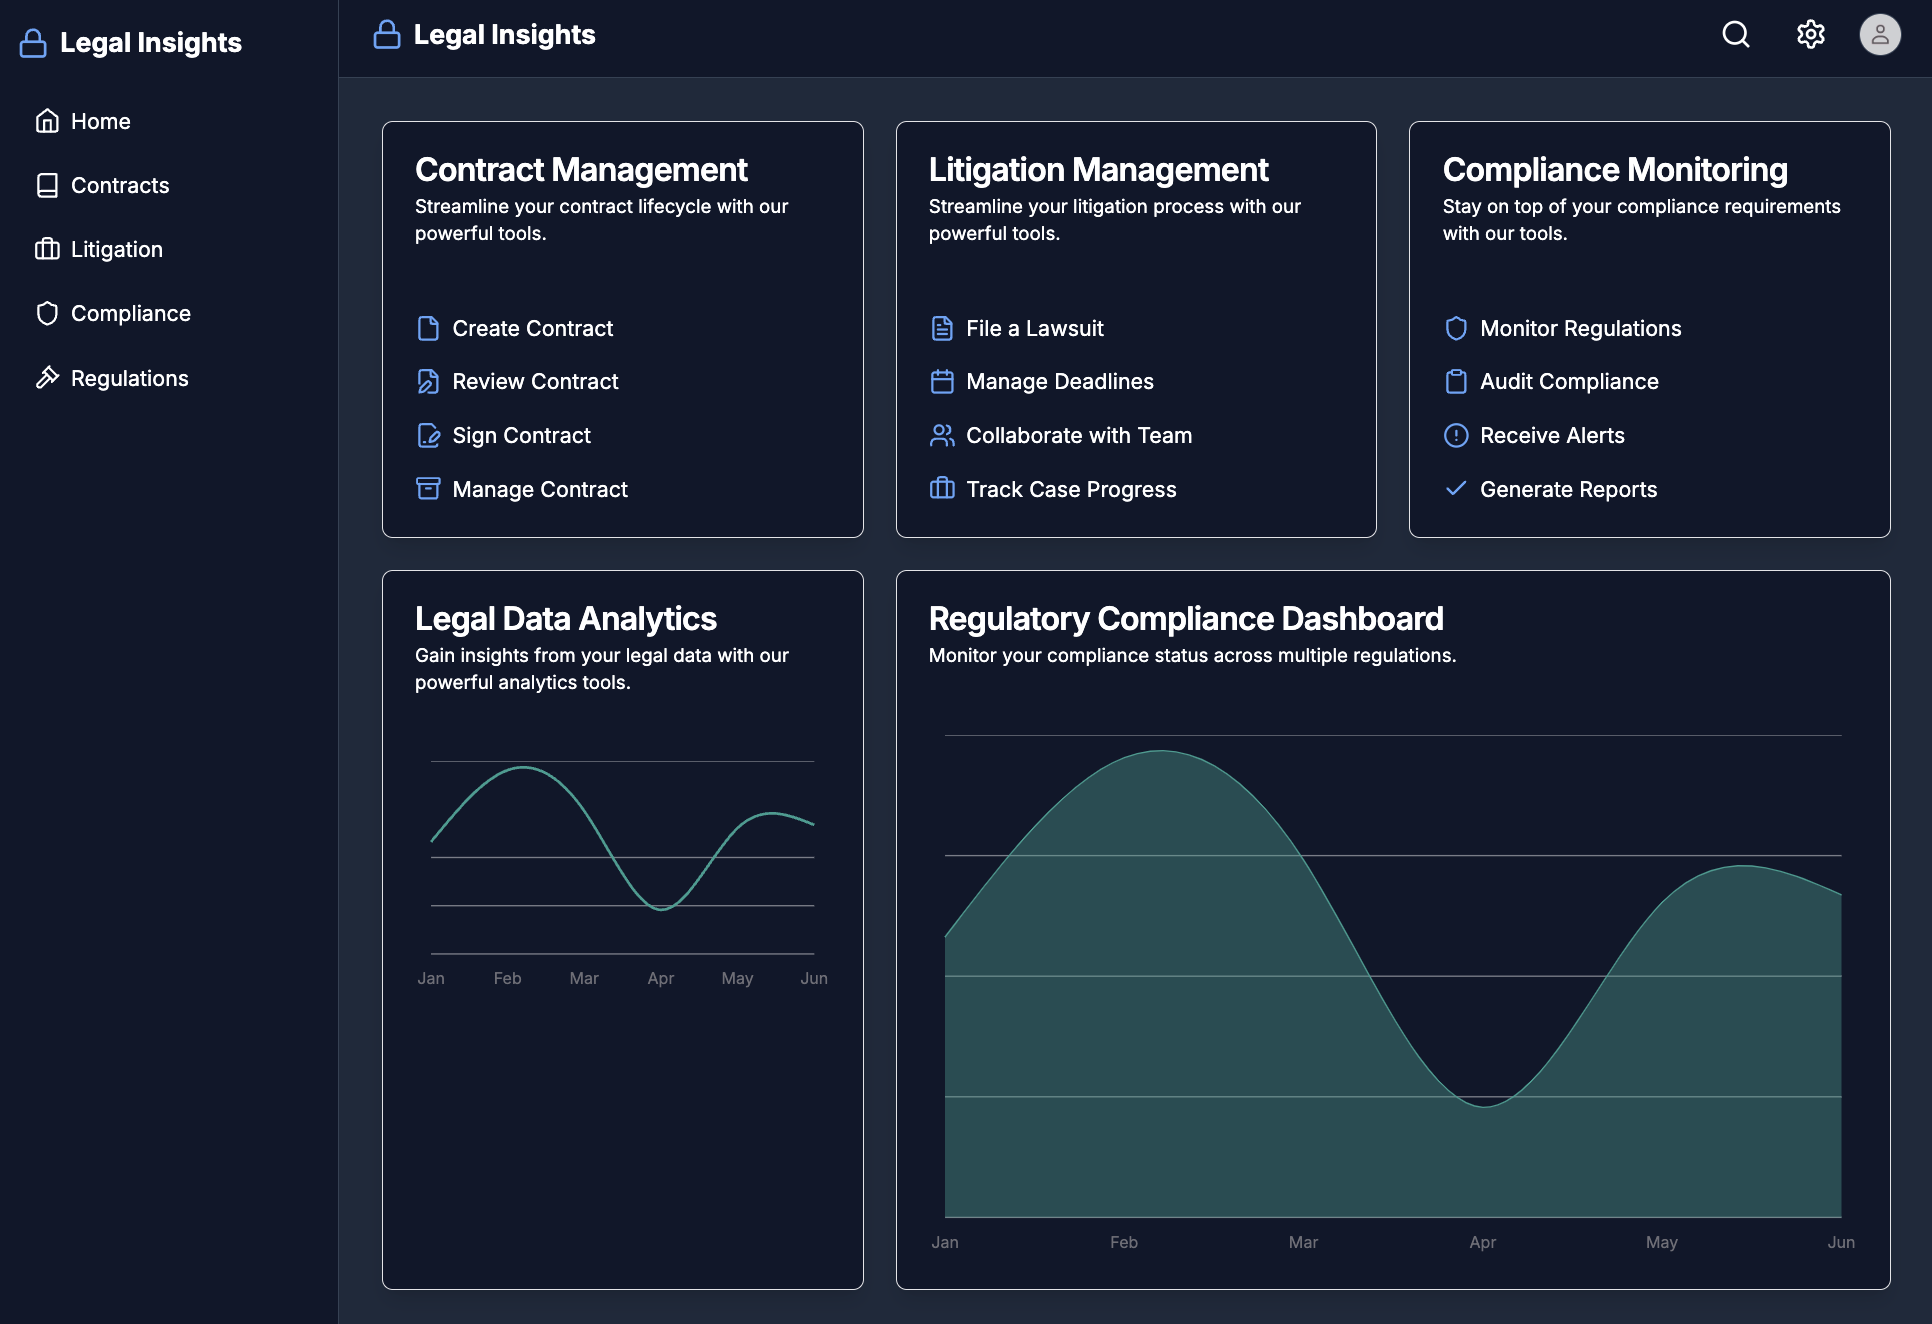 Legal Insights
Home
Contracts
Litigation
Compliance
Regulations
Legal Insights
Contract Management
Streamline your contract lifecycle with our
powerful tools.
Create Contract
Review Contract
Sign Contract
Manage Contract
Litigation Management
Streamline your litigation process with our
powerful tools.
File a Lawsuit
Manage Deadlines
Collaborate with Team
Track Case Progress
Compliance Monitoring
Stay on top of your compliance requirements
with our tools.
Monitor Regulations
Audit Compliance
Receive Alerts
Generate Reports
Legal Data Analytics
Gain insights from your legal data with our
powerful analytics tools.
Jan Feb Mar Apr May Jun
Regulatory Compliance Dashboard
Monitor your compliance status across multiple regulations.
Jan Feb Mar Apr May Jun